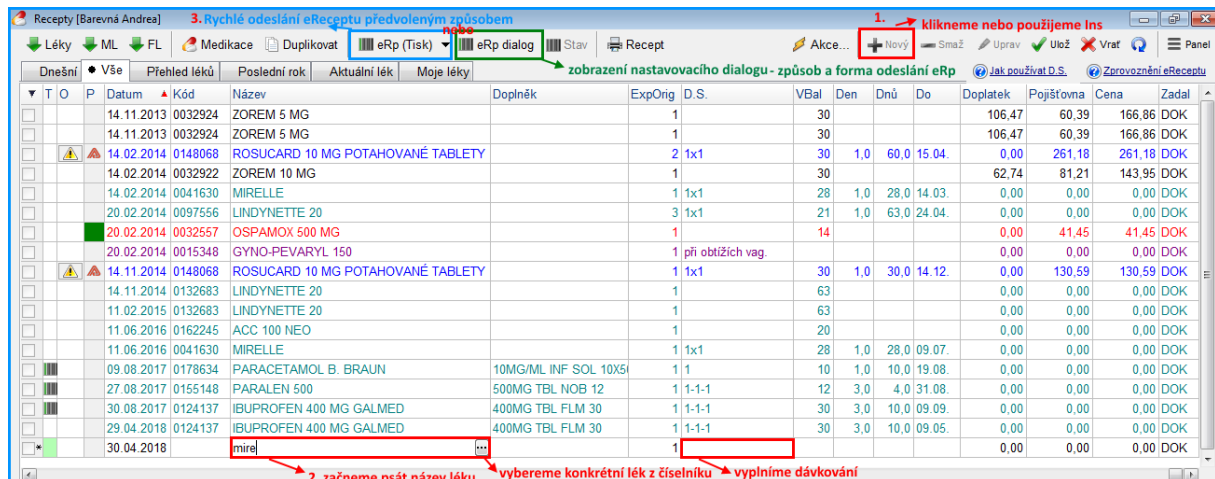 Recepty [Barevná Andrea] 3. Rychlé odeslání eReceptu předvoleným způsobem
nebo
1. klikneme nebo použijeme Ins
Léky ML FL Medikace Duplikovat eRp (Tisk) eRp dialog Stav Recept Akce... Nový Smaž Uprav Ulož Vrať Panel
Dnešní Vše Přehled léků Poslední rok Aktuální lék Moje léky zobrazení nastavovacího dialogu - způsob a forma odeslání eRp Jak používat D.S. Zprovoznění eReceptu
T O P Datum Kód Název Doplněk ExpOrig D.S. VBal Den Dnů Do Doplatek Pojišťovna Cena Zadal
14.11.2013 0032924 ZOREM 5 MG 1 30 106,47 60,39 166,86 DOK
14.11.2013 0032924 ZOREM 5 MG 1 30 106,47 60,39 166,86 DOK
14.02.2014 0148068 ROSUCARD 10 MG POTAHOVANÉ TABLETY 2 1x1 30 1,0 60,0 15.04. 0,00 261,18 261,18 DOK
14.02.2014 0032922 ZOREM 10 MG 1 30 62,74 81,21 143,95 DOK
14.02.2014 0041630 MIRELLE 1 1x1 28 1,0 28,0 14.03. 0,00 0,00 0,00 DOK
20.02.2014 0097556 LINDYNETTE 20 3 1x1 21 1,0 63,0 24.04. 0,00 0,00 0,00 DOK
20.02.2014 0032557 OSPAMOX 500 MG 1 14 0,00 41,45 41,45 DOK
20.02.2014 0015348 GYNO-PEVARYL 150 1 při obtížích vag. 0,00 0,00 0,00 DOK
14.11.2014 0148068 ROSUCARD 10 MG POTAHOVANÉ TABLETY 1 1x1 30 1,0 30,0 14.12. 0,00 130,59 130,59 DOK
14.11.2014 0132683 LINDYNETTE 20 1 63 0,00 0,00 0,00 DOK
11.02.2015 0132683 LINDYNETTE 20 1 63 0,00 0,00 0,00 DOK
11.06.2016 0162245 ACC 100 NEO 1 20 0,00 0,00 0,00 DOK
11.06.2016 0041630 MIRELLE 1 1x1 28 1,0 28,0 09.07. 0,00 0,00 0,00 DOK
09.08.2017 0178634 PARACETAMOL B. BRAUN 10MG/ML INF SOL 10X5 1 1 10 1,0 10,0 19.08. 0,00 0,00 0,00 DOK
27.08.2017 0155148 PARALEN 500 500MG TBL NOB 12 1 1-1-1 12 3,0 4,0 31.08. 0,00 0,00 0,00 DOK
30.08.2017 0124137 IBUPROFEN 400 MG GALMED 400MG TBL FLM 30 1 1-1-1 30 3,0 10,0 09.09. 0,00 0,00 0,00 DOK
29.04.2018 0124137 IBUPROFEN 400 MG GALMED 400MG TBL FLM 30 1 1-1-1 30 3,0 10,0 09.05. 0,00 0,00 0,00 DOK
* 30.04.2018 mire ... 1 0,00 0,00 DOK
2. začneme psát název léku vybereme konkrétní lék z číselníku vyplníme dávkování